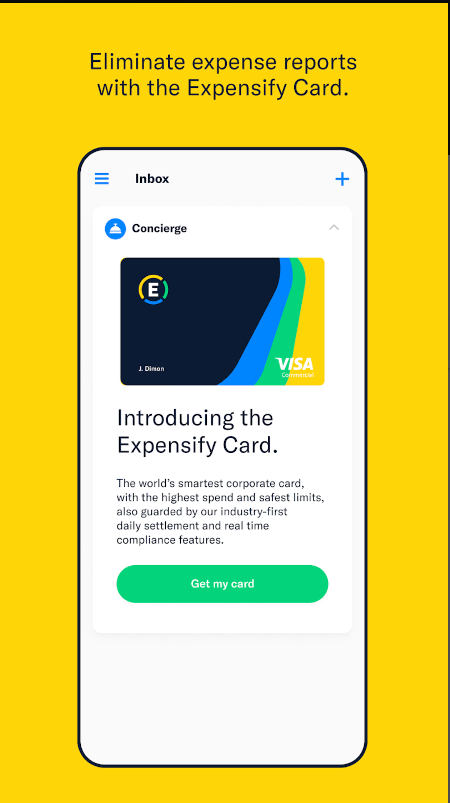 Eliminate expense reports
with the Expensify Card.
Inbox
Concierge
E
J. Dimon
VISA
Commercial
Introducing the
Expensify Card.
The world's smartest corporate card,
with the highest spend and safest limits,
also guarded by our industry-first
daily settlement and real time
compliance features.
Get my card